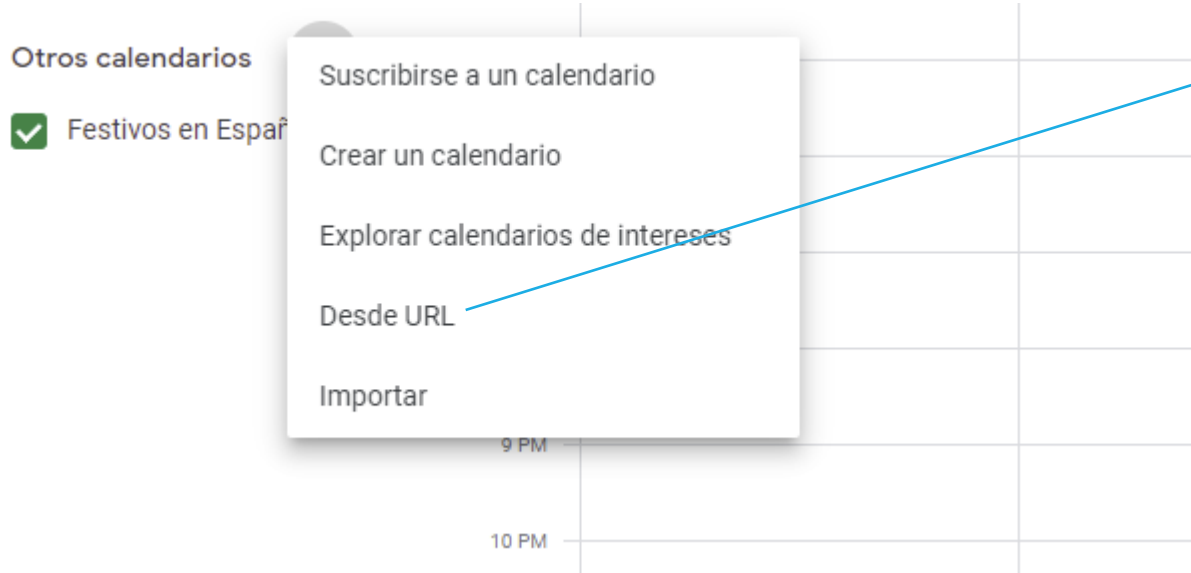 Otros calendarios
Festivos en Españ
Suscribirse a un calendario
Crear un calendario
Explorar calendarios de intereses
Desde URL
Importar
9 PM
10 PM